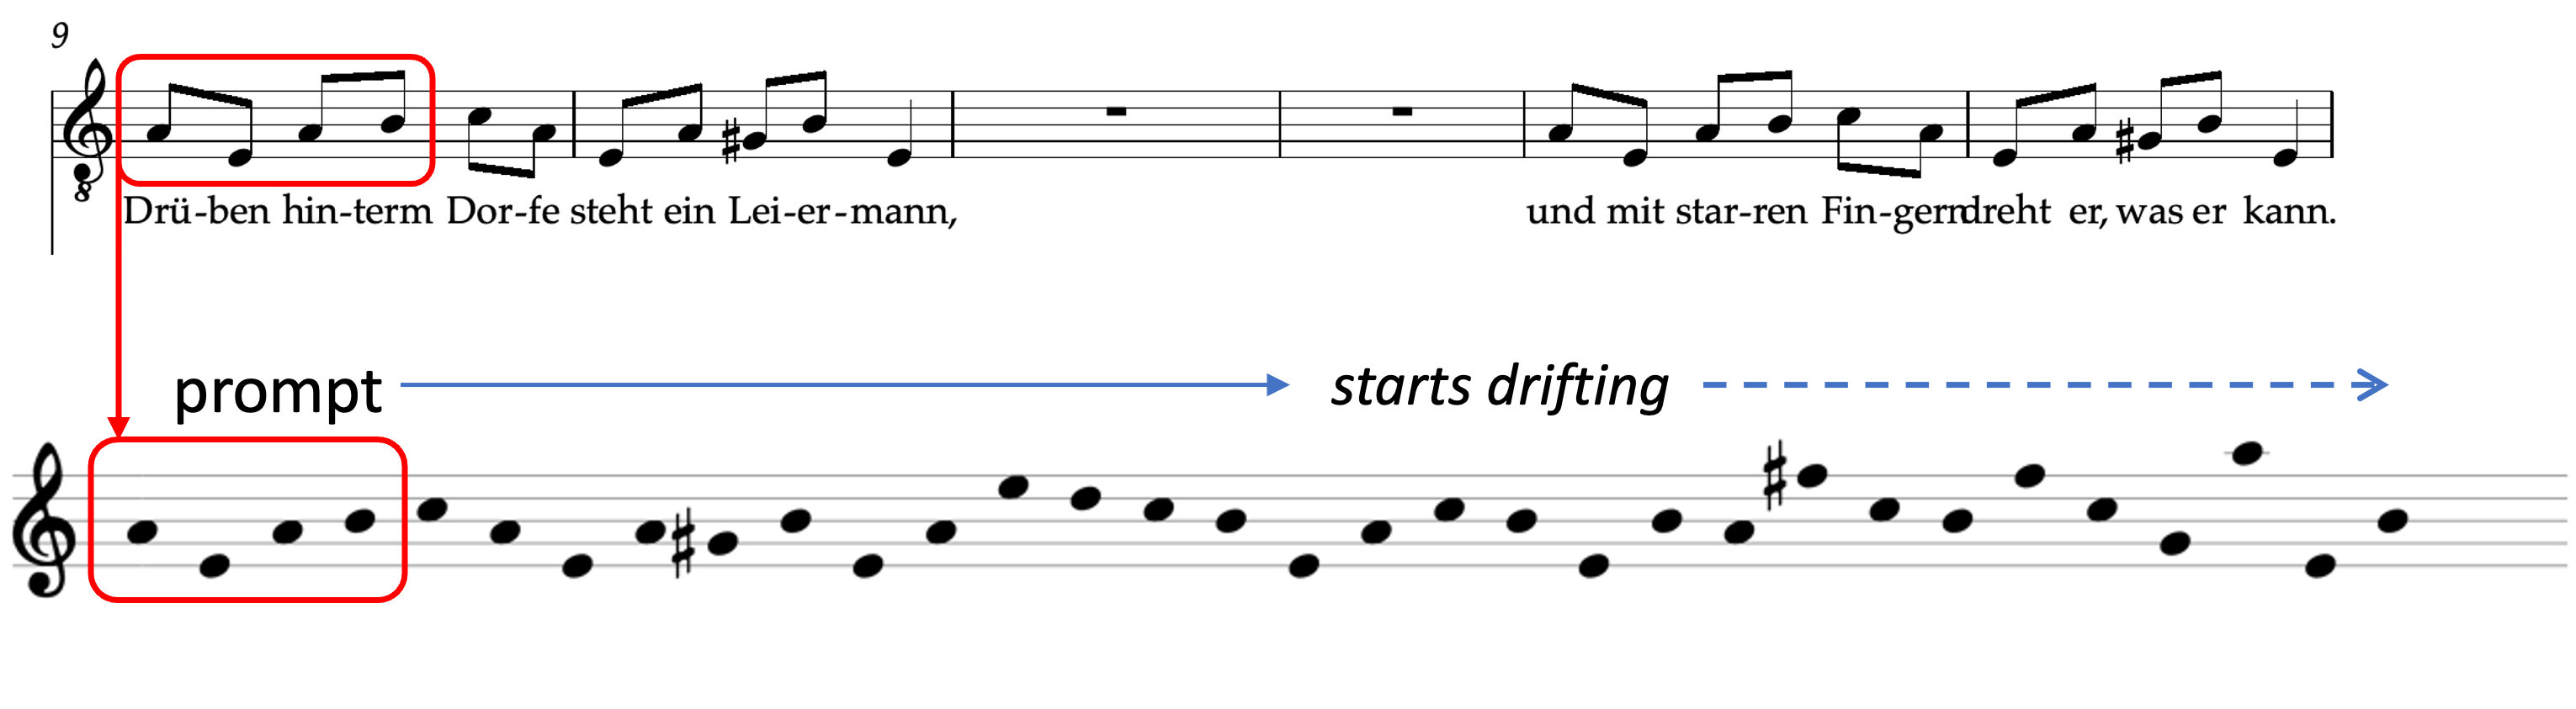 9
8
Drü-ben hin-term Dor-fe steht ein Lei-er-mann, und mit star-ren Fin-gern dreht er, was er kann.
prompt starts drifting